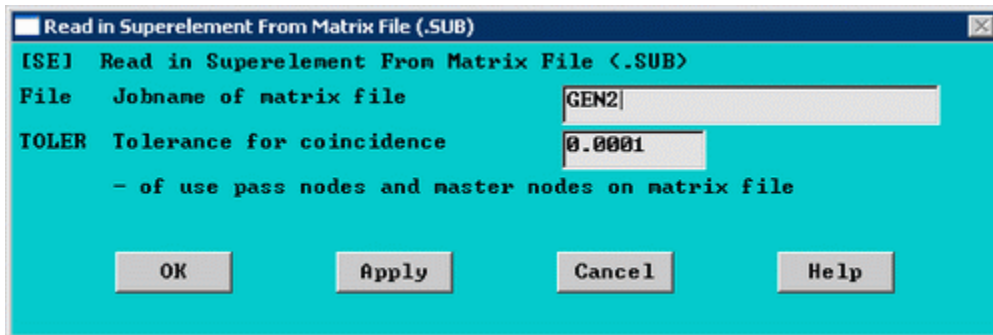 Read in Superelement From Matrix File (.SUB)
[SE] Read in Superelement From Matrix File (.SUB)
File Jobname of matrix file GEN2
TOLER Tolerance for coincidence 0.0001
- of use pass nodes and master nodes on matrix file
OK Apply Cancel Help